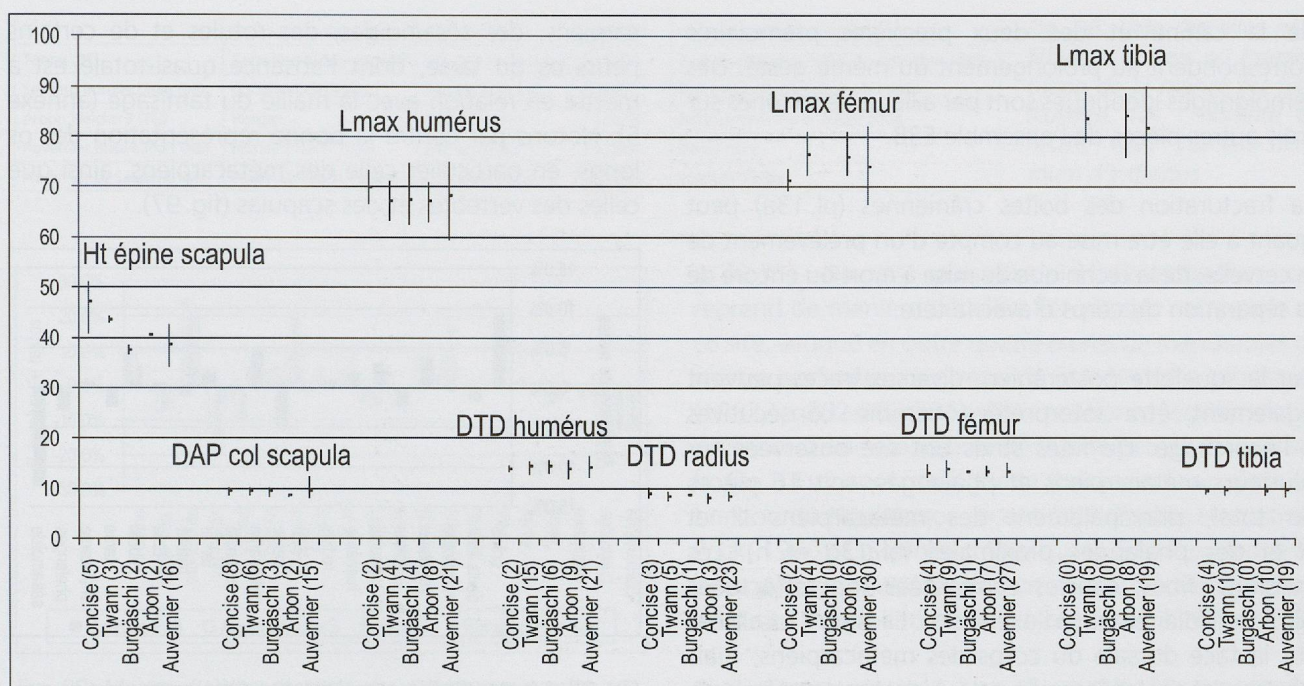 100
90
80
70
60
50
40
30
20
10
0
Lmax tibia
Lmax fémur
Lmax humérus
Ht épine scapula
DTD humérus
DTD fémur
DAP col scapula
DTD radius
DTD tibia
Concise (5)
Twann (3)
Burgäschi (2)
Arbon (2)
Auvernier (16)
Concise (8)
Twann (6)
Burgäschi (3)
Arbon (2)
Auvernier (15)
Concise (2)
Twann (4)
Burgäschi (4)
Arbon (8)
Auvernier (21)
Concise (2)
Twann (15)
Burgäschi (6)
Arbon (9)
Auvernier (21)
Concise (3)
Twann (15)
Burgäschi (1)
Arbon (3)
Auvernier (23)
Concise (2)
Twann (4)
Burgäschi (0)
Arbon (6)
Auvernier (30)
Concise (4)
Twann (9)
Burgäschi (1)
Arbon (7)
Auvernier (27)
Concise (0)
Twann (5)
Burgäschi (0)
Arbon (8)
Auvernier (19)
Concise (4)
Twann (10)
Burgäschi (0)
Arbon (10)
Auvernier (19)